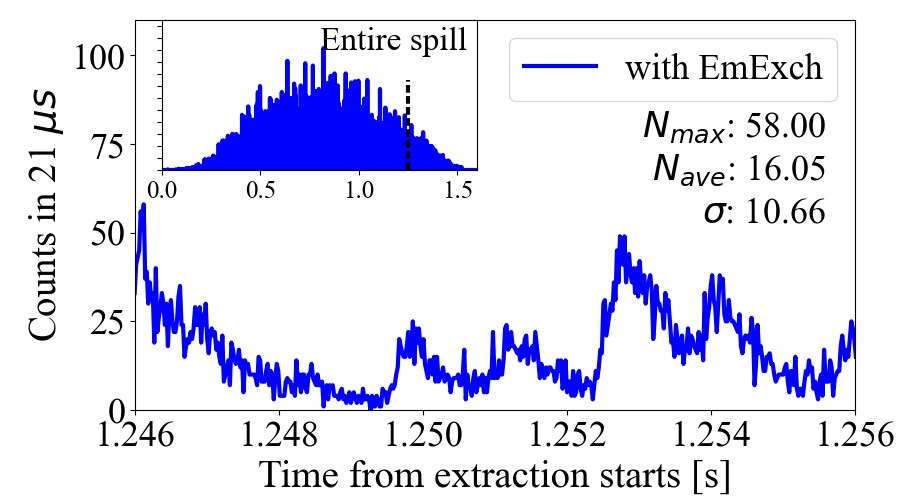 Entire spill
with EmExch
N_max: 58.00
N_ave: 16.05
σ: 10.66
0.0 0.5 1.0 1.5
Counts in 21 μs
100
75
50
25
0
1.246 1.248 1.250 1.252 1.254 1.256
Time from extraction starts [s]